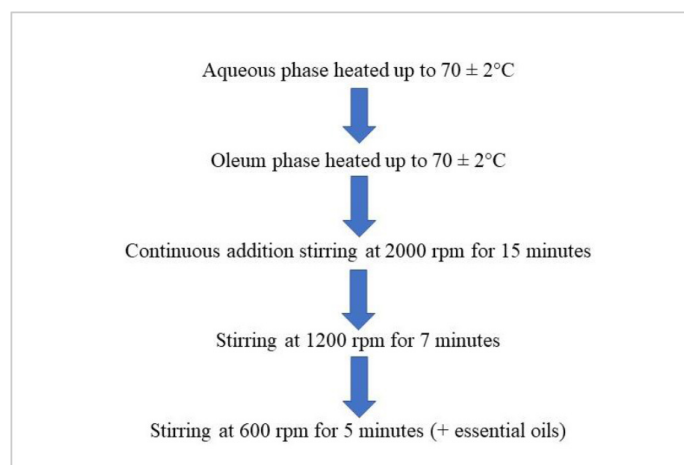 Aqueous phase heated up to 70 ± 2°C
Oleum phase heated up to 70 ± 2°C
Continuous addition stirring at 2000 rpm for 15 minutes
Stirring at 1200 rpm for 7 minutes
Stirring at 600 rpm for 5 minutes (+ essential oils)